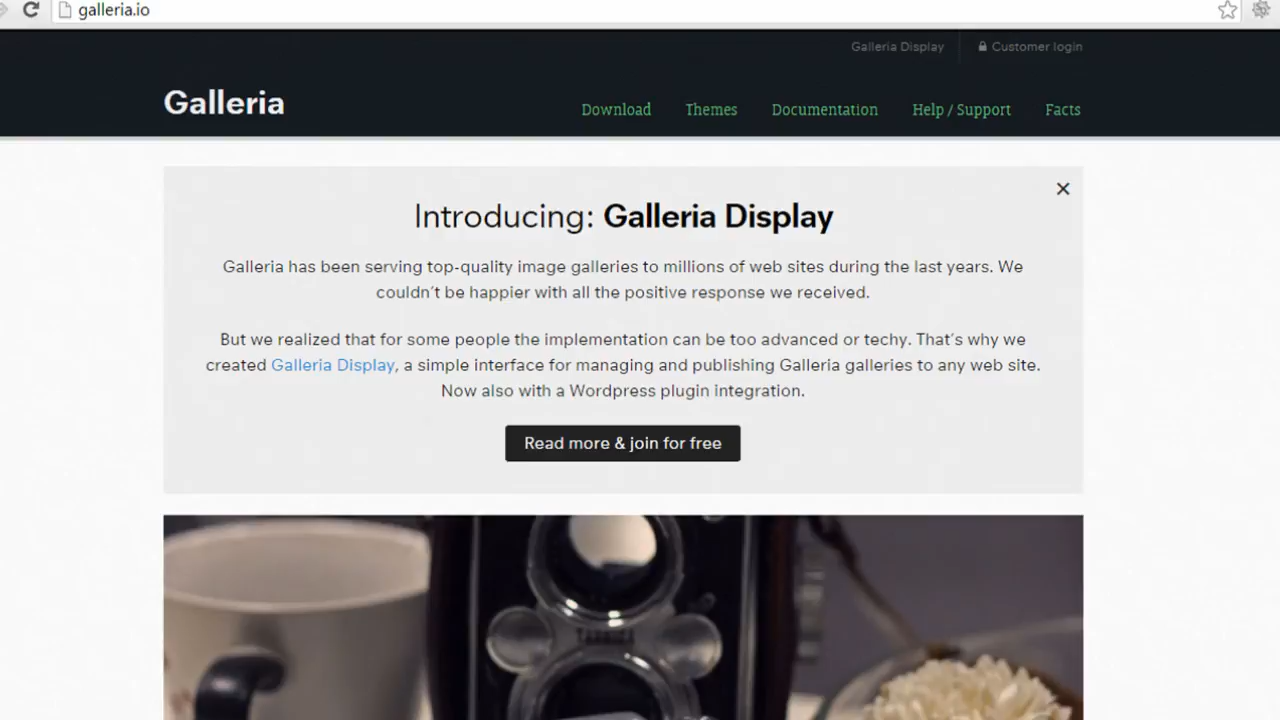 galleria.io
Galleria Display
Customer login
Galleria
Download
Themes
Documentation
Help / Support
Facts
Introducing: Galleria Display
Galleria has been serving top-quality image galleries to millions of web sites during the last years. We
couldn't be happier with all the positive response we received.
But we realized that for some people the implementation can be too advanced or techy. That's why we
created Galleria Display, a simple interface for managing and publishing Galleria galleries to any web site.
Now also with a Wordpress plugin integration.
Read more & join for free